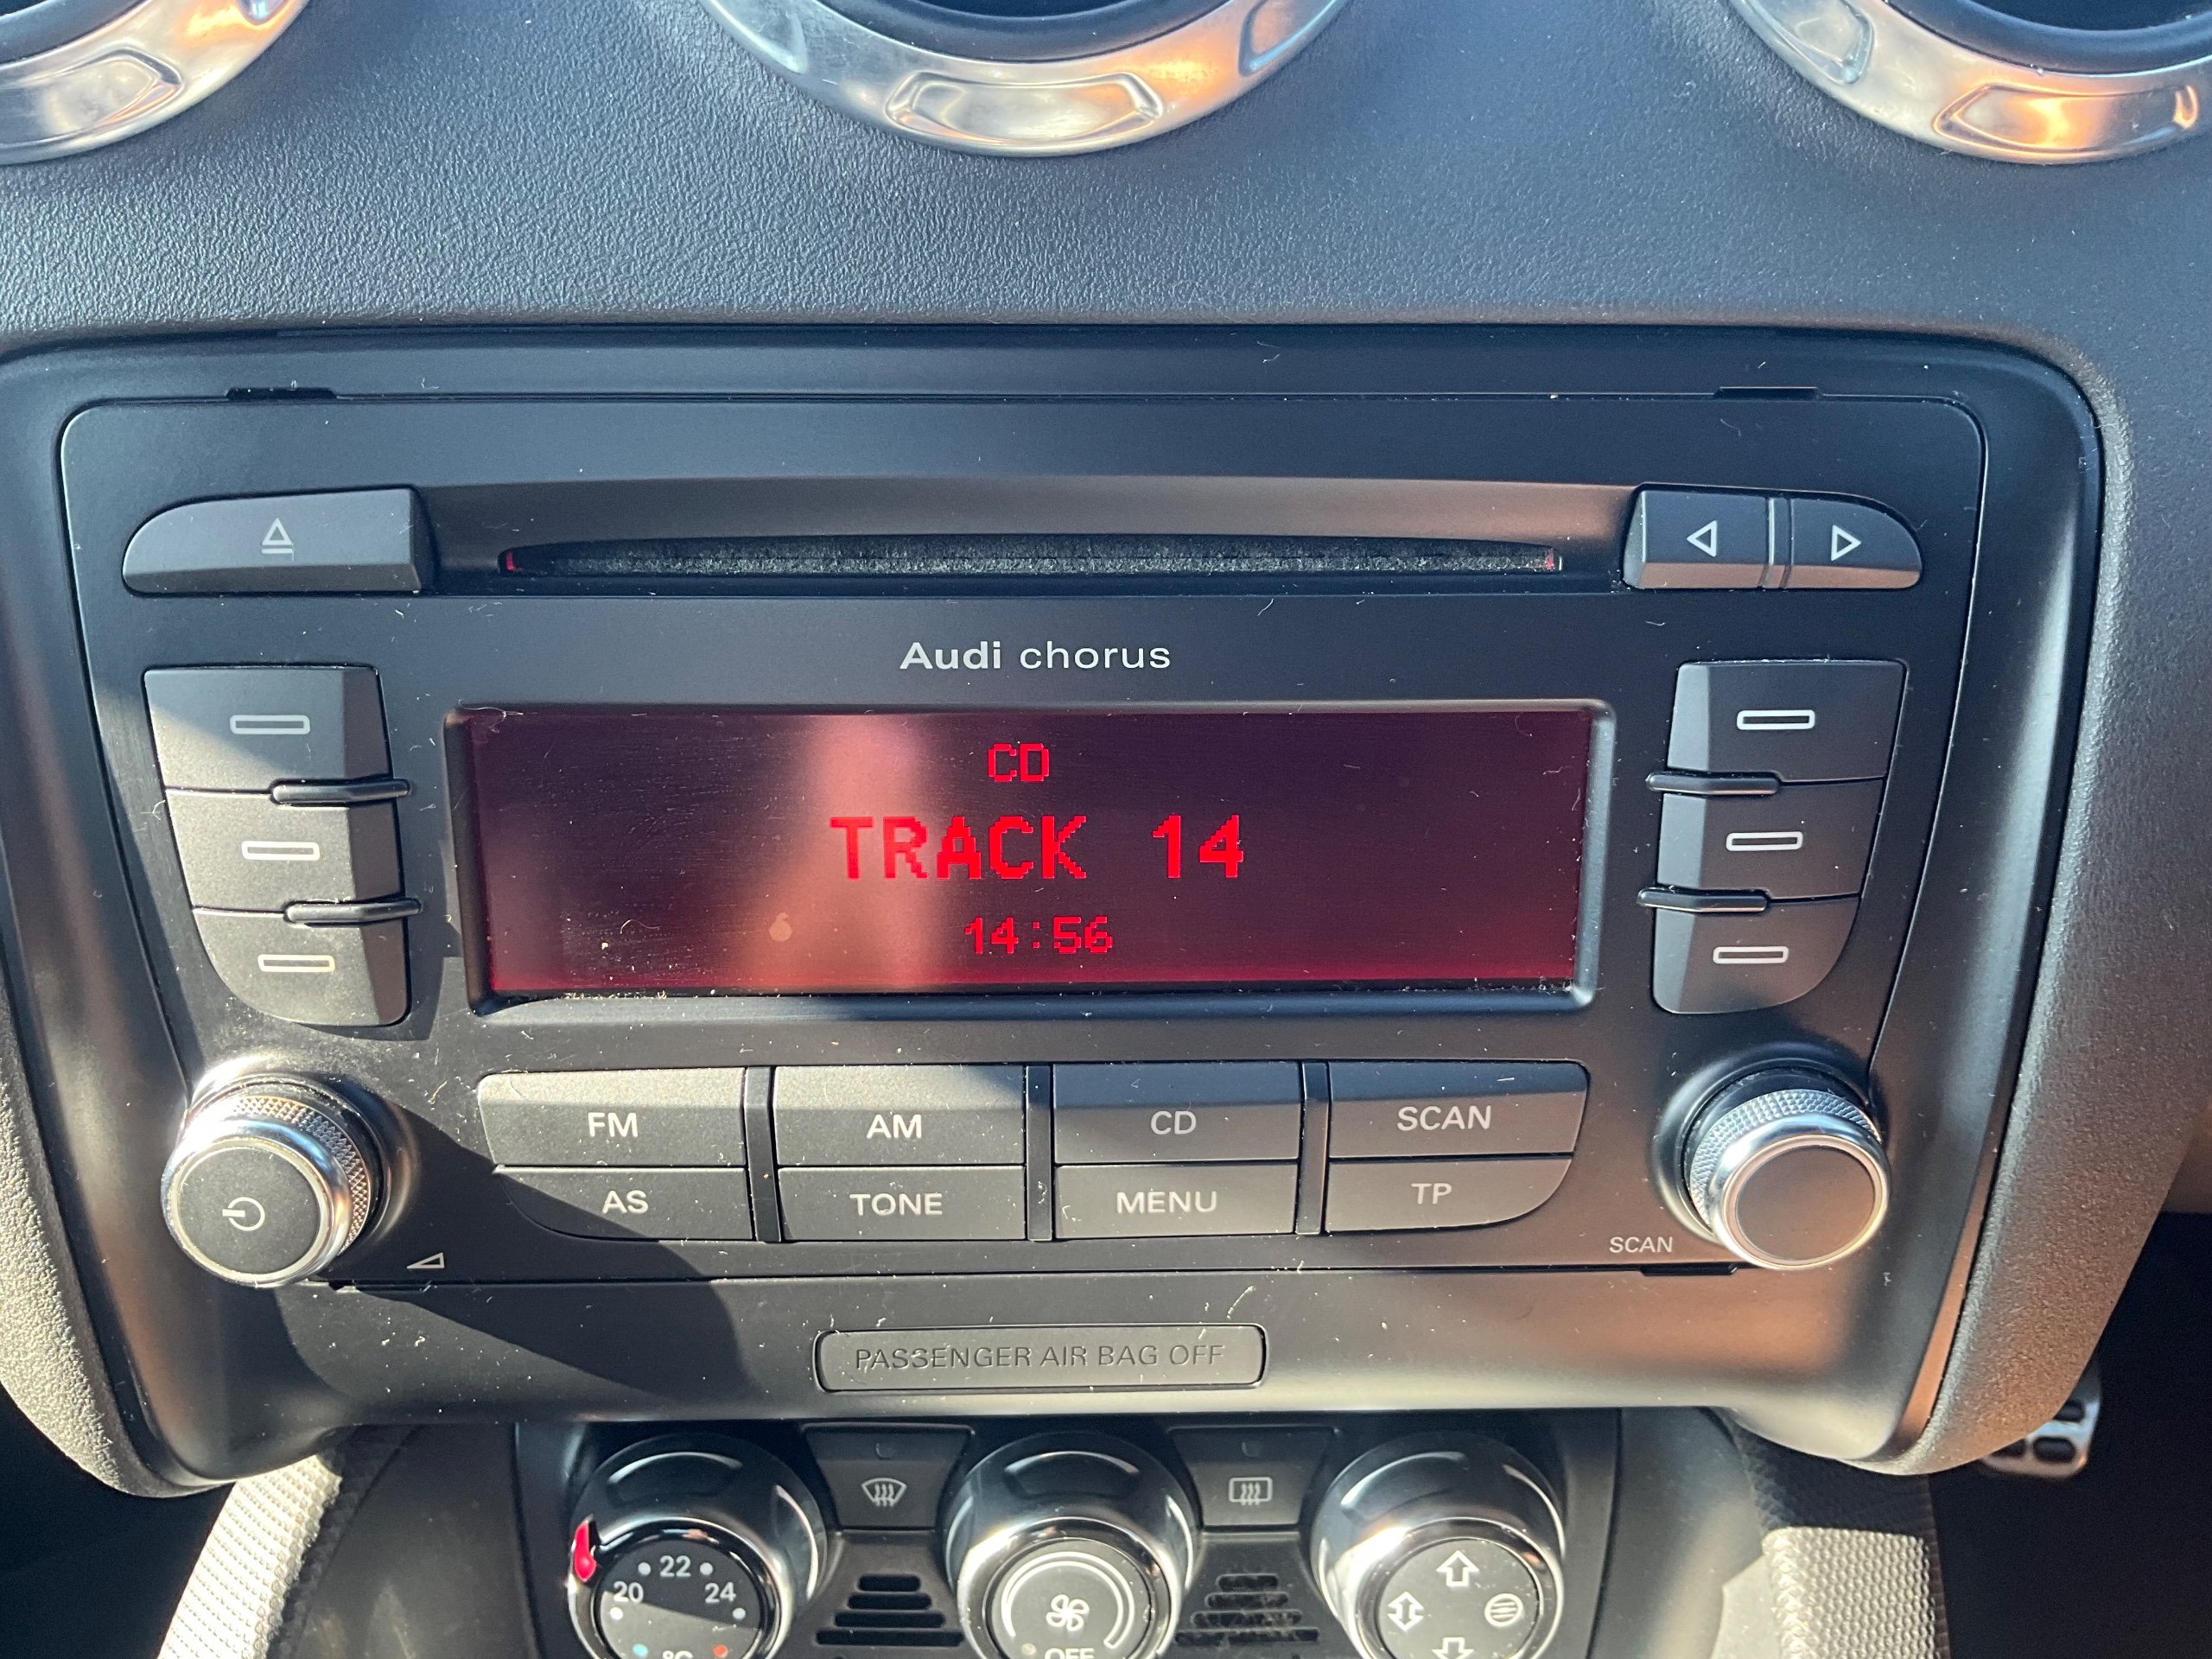 Audi chorus
CD
TRACK 14
14:56
FM AM CD SCAN
AS TONE MENU TP
SCAN
PASSENGER AIR BAG OFF
22
20 24
°C OFF